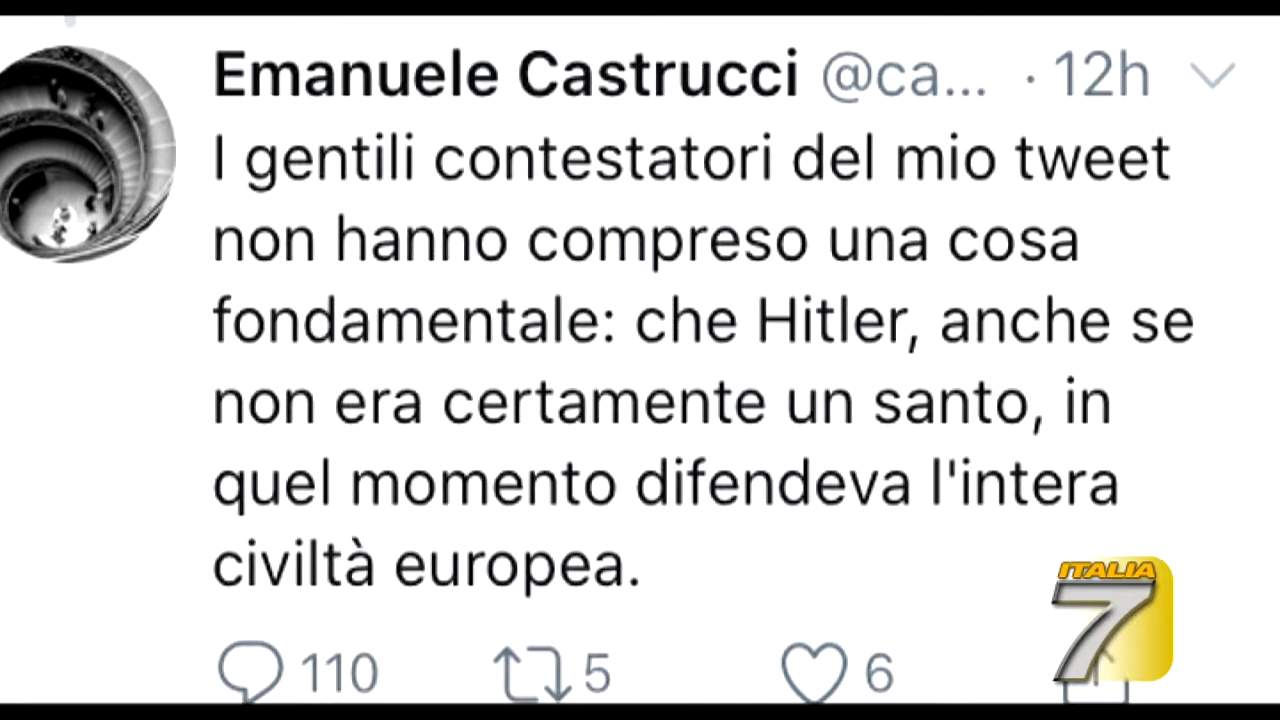 Emanuele Castrucci @ca... · 12h
I gentili contestatori del mio tweet
non hanno compreso una cosa
fondamentale: che Hitler, anche se
non era certamente un santo, in
quel momento difendeva l'intera
civiltà europea.
110 5 6
ITALIA
7